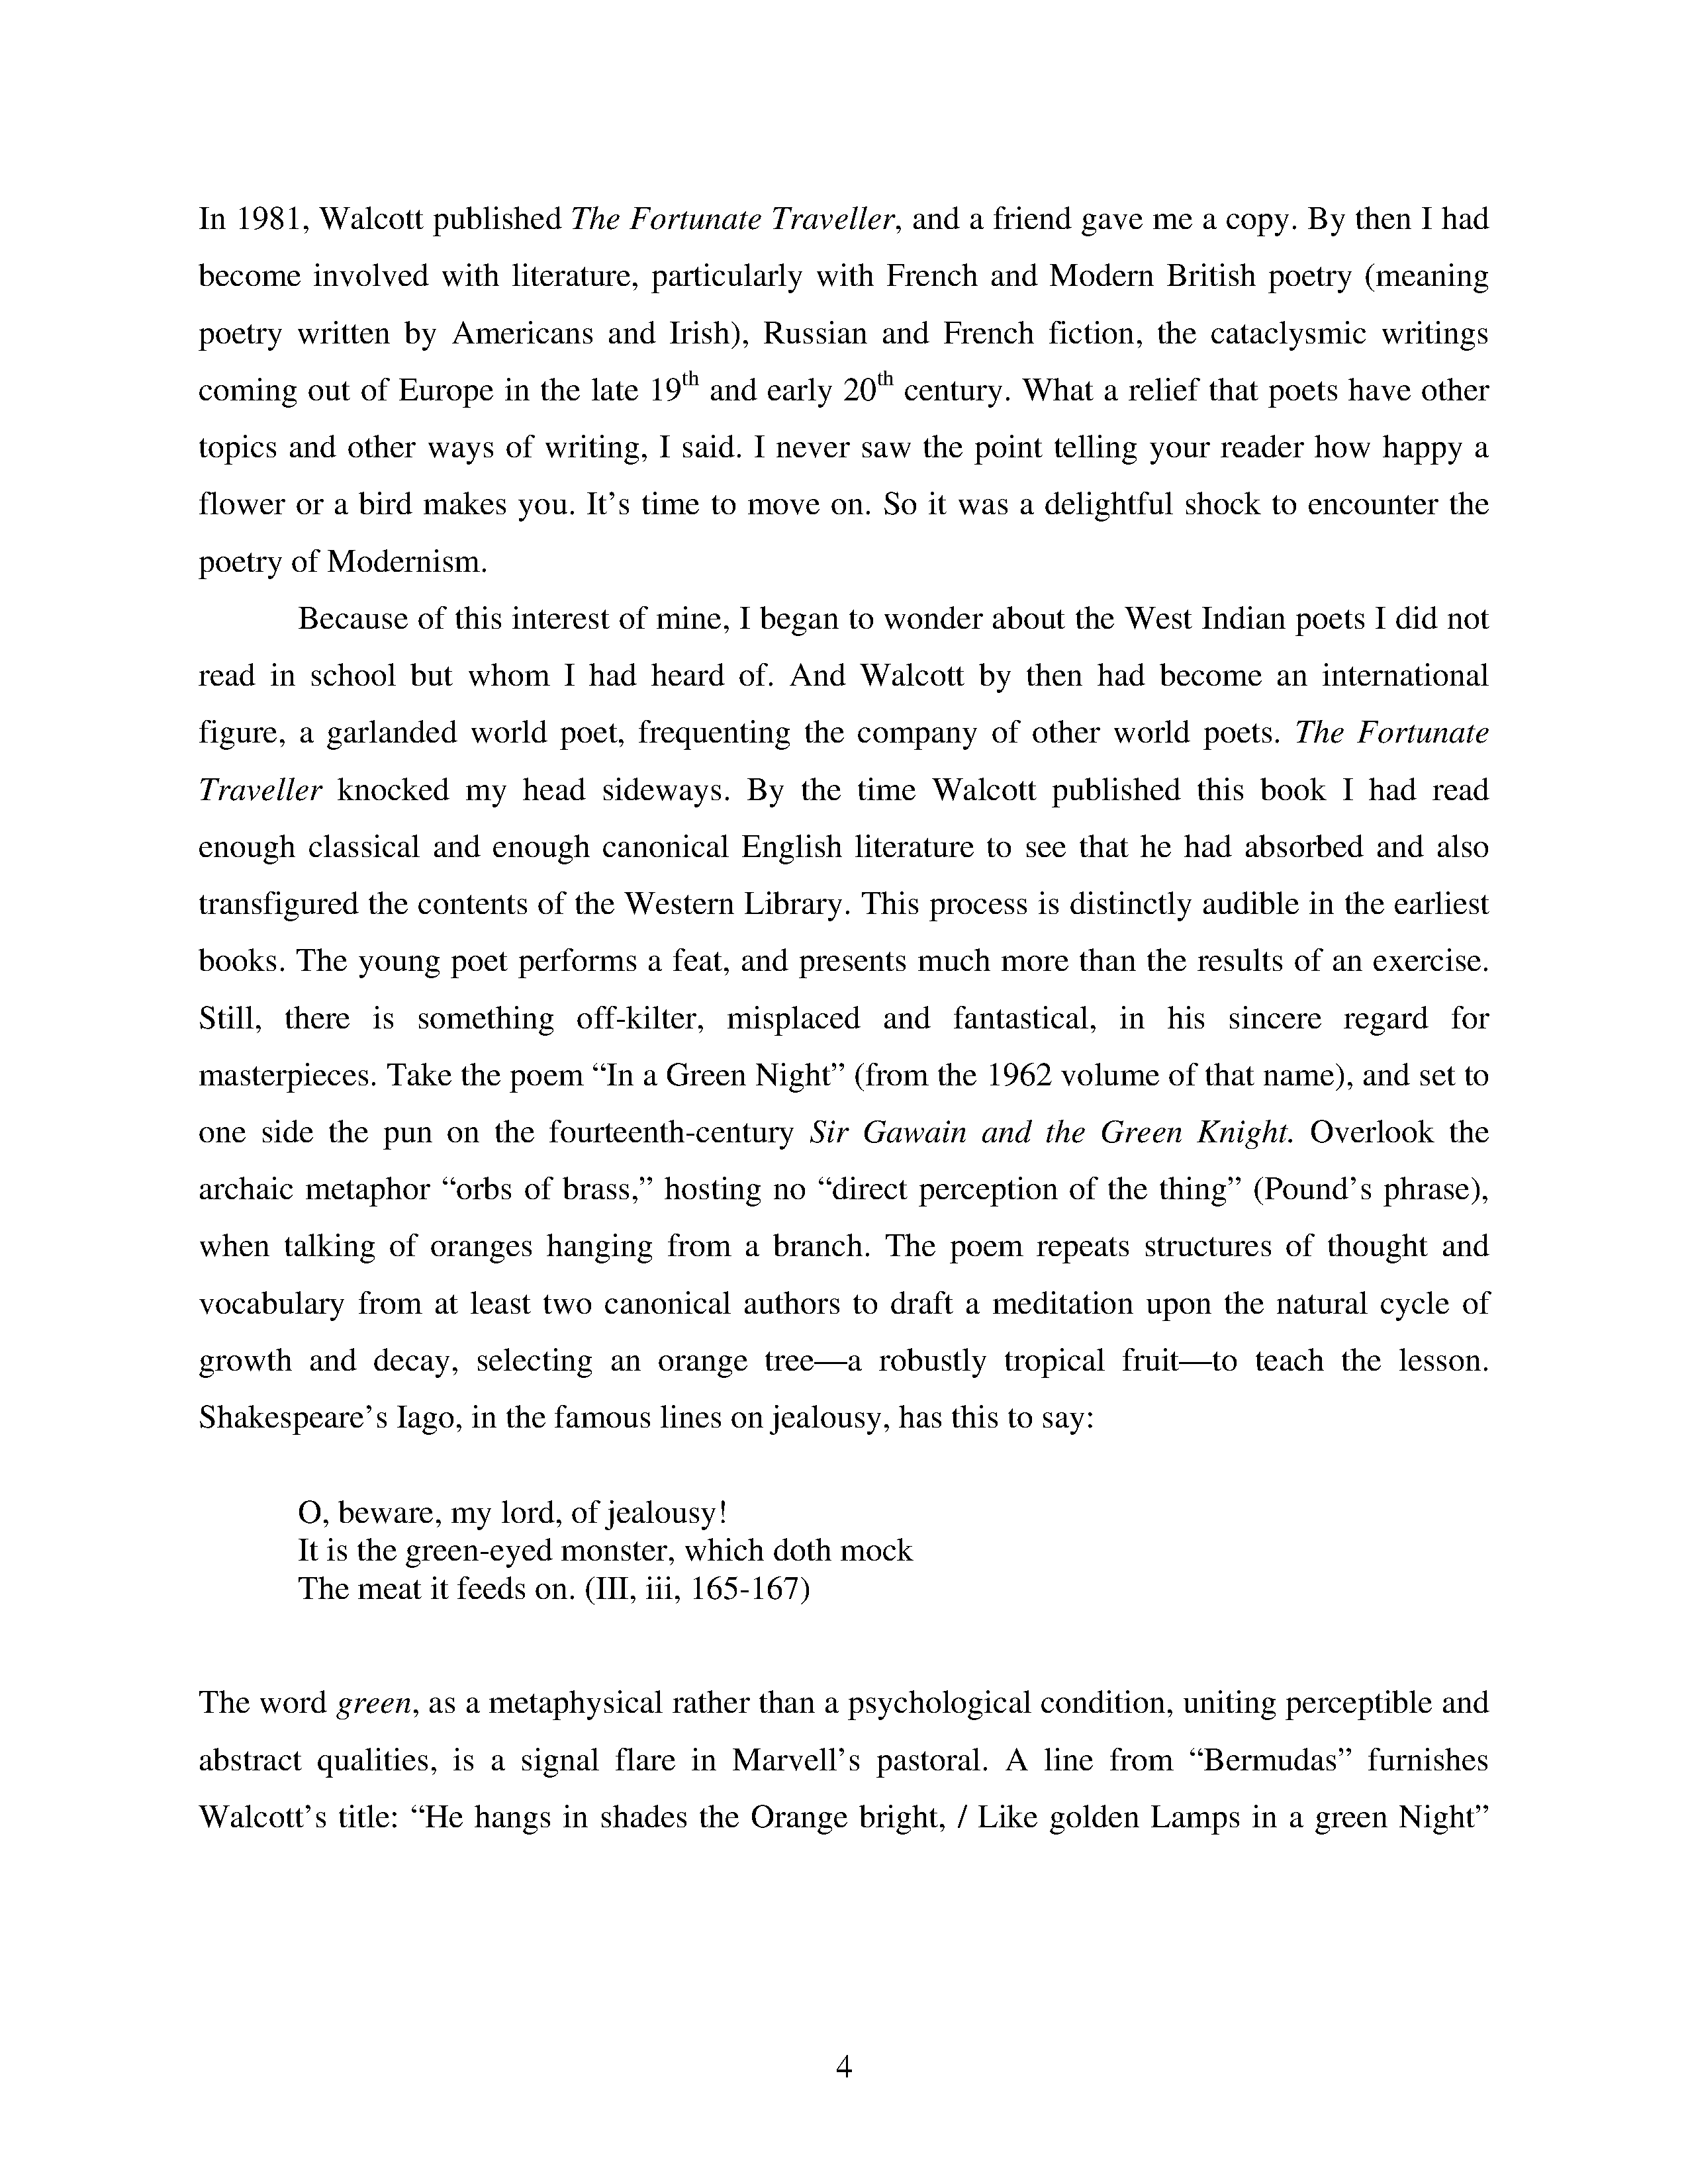 In 1981, Walcott published The Fortunate Traveller, and a friend gave me a copy. By then I had
become involved with literature, particularly with French and Modern British poetry (meaning
poetry written by Americans and Irish), Russian and French fiction, the cataclysmic writings
coming out of Europe in the late 19th and early 20th century. What a relief that poets have other
topics and other ways of writing, I said. I never saw the point telling your reader how happy a
flower or a bird makes you. It’s time to move on. So it was a delightful shock to encounter the
poetry of Modernism.
Because of this interest of mine, I began to wonder about the West Indian poets I did not
read in school but whom I had heard of. And Walcott by then had become an international
figure, a garlanded world poet, frequenting the company of other world poets. The Fortunate
Traveller knocked my head sideways. By the time Walcott published this book I had read
enough classical and enough canonical English literature to see that he had absorbed and also
transfigured the contents of the Western Library. This process is distinctly audible in the earliest
books. The young poet performs a feat, and presents much more than the results of an exercise.
Still, there is something off-kilter, misplaced and fantastical, in his sincere regard for
masterpieces. Take the poem “In a Green Night” (from the 1962 volume of that name), and set to
one side the pun on the fourteenth-century Sir Gawain and the Green Knight. Overlook the
archaic metaphor “orbs of brass,” hosting no “direct perception of the thing” (Pound’s phrase),
when talking of oranges hanging from a branch. The poem repeats structures of thought and
vocabulary from at least two canonical authors to draft a meditation upon the natural cycle of
growth and decay, selecting an orange tree—a robustly tropical fruit—to teach the lesson.
Shakespeare’s Iago, in the famous lines on jealousy, has this to say:
O, beware, my lord, of jealousy!
It is the green-eyed monster, which doth mock
The meat it feeds on. (III, iii, 165-167)
The word green, as a metaphysical rather than a psychological condition, uniting perceptible and
abstract qualities, is a signal flare in Marvell’s pastoral. A line from “Bermudas” furnishes
Walcott’s title: “He hangs in shades the Orange bright, / Like golden Lamps in a green Night”
4